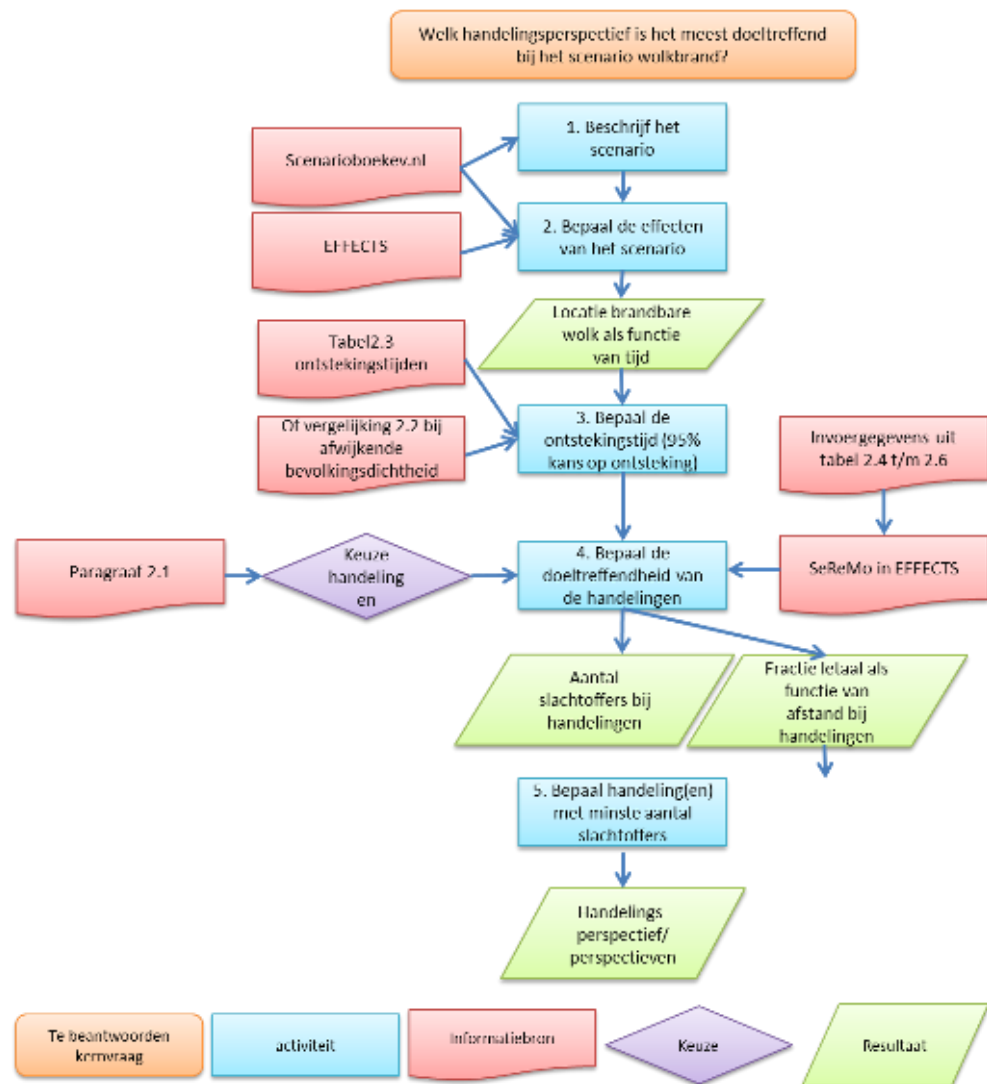 Welk handelingsperspectief is het meest doeltreffend
bij het scenario wolkbrand?
1. Beschrijf het
scenario
Scenarioboekev.nl
2. Bepaal de effecten
van het scenario
EFFECTS
Locatie brandbare
wolk als functie
van tijd
Tabel2.3
ontstekingstijden
3. Bepaal de
ontstekingstijd (95%
kans op ontsteking)
Of vergelijking 2.2 bij
afwijkende
bevolkingsdichtheid
Invoergegevens uit
tabel 2.4 t/m 2.6
Paragraaf 2.1
Keuze
handeling
en
4. Bepaal de
doeltreffendheid van
de handelingen
SeReMo in EFFECTS
Aantal
slachtoffers bij
handelingen
Fractie letaal als
functie van
afstand bij
handelingen
5. Bepaal handeling(en)
met minste aantal
slachtoffers
Handelings
perspectief/
perspectieven
Te beantwoorden
kernvraag
activiteit
Informatiebron
Keuze
Resultaat